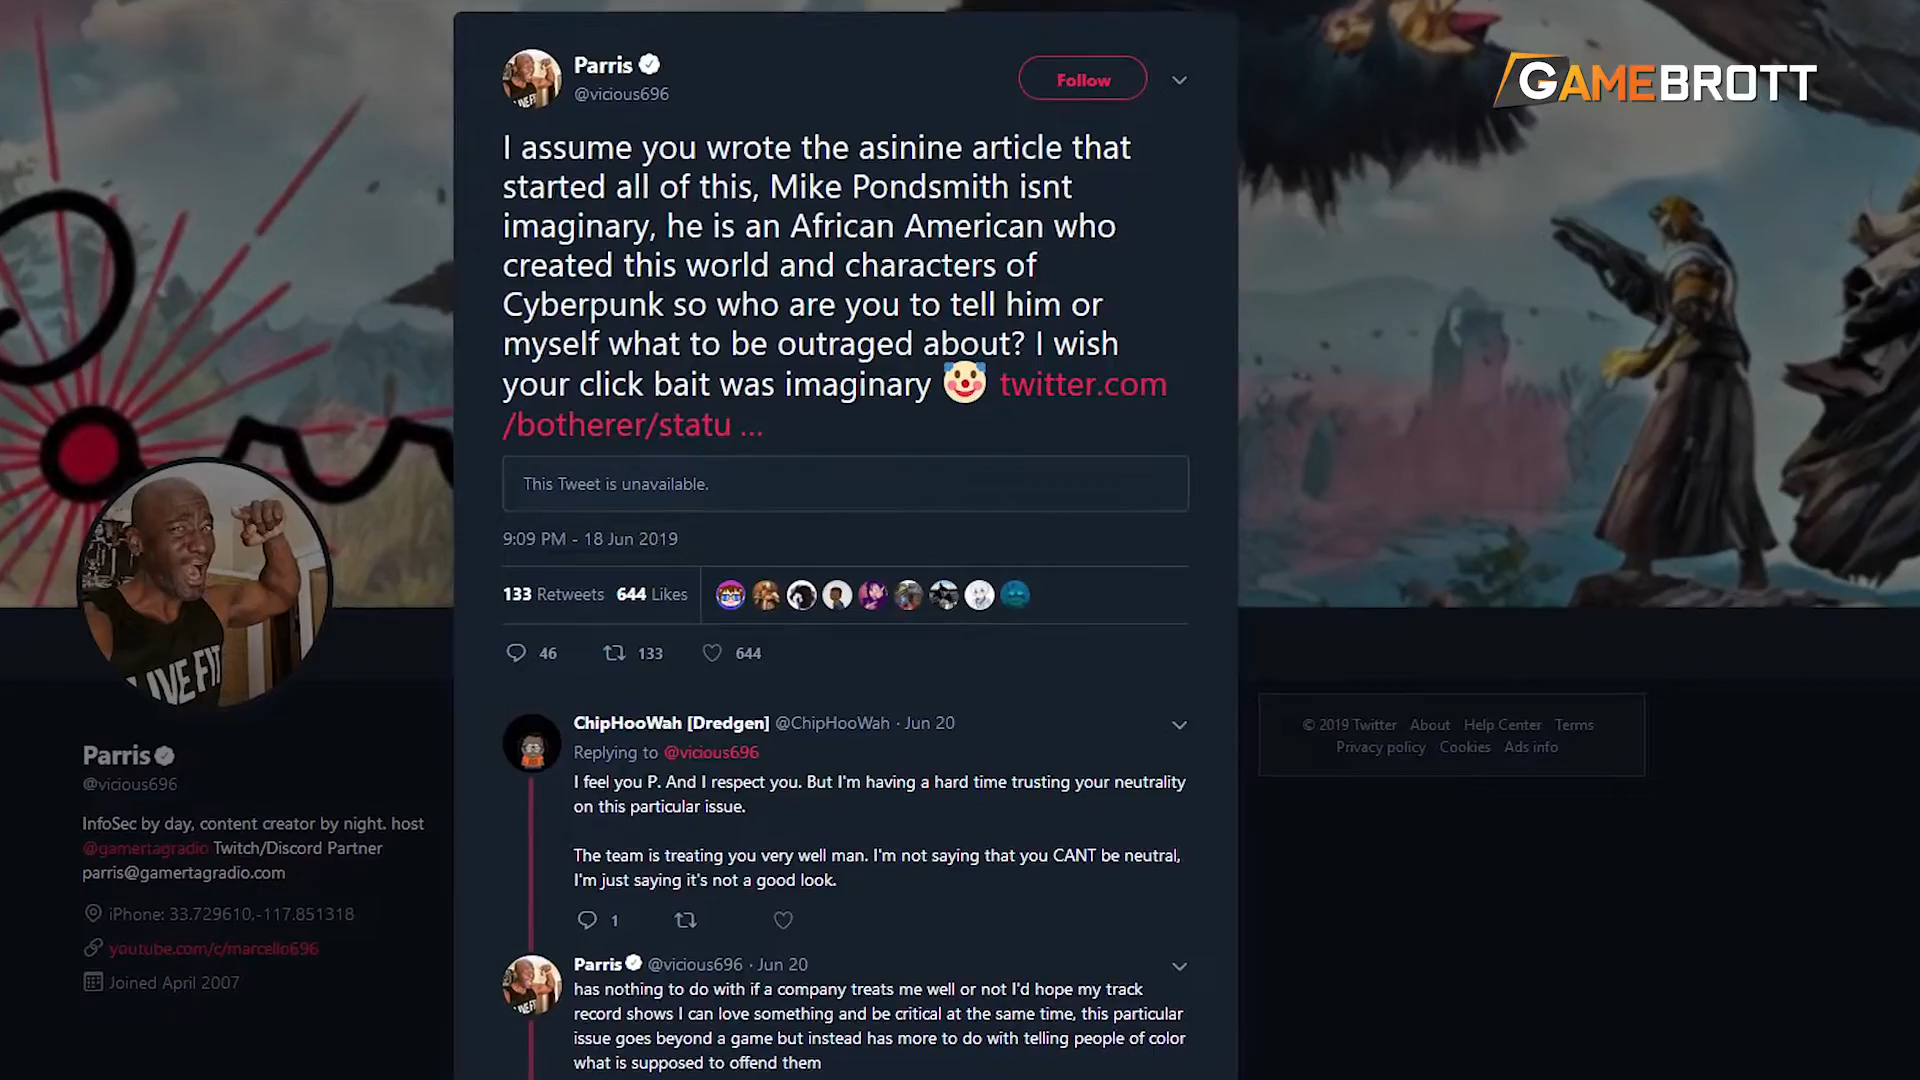 GAMEBROTT
Parris
@vicious696
Follow
I assume you wrote the asinine article that
started all of this, Mike Pondsmith isnt
imaginary, he is an African American who
created this world and characters of
Cyberpunk so who are you to tell him or
myself what to be outraged about? I wish
your click bait was imaginary 🤡 twitter.com
/botherer/statu ...
This Tweet is unavailable.
9:09 PM - 18 Jun 2019
133 Retweets 644 Likes
46 133 644
ChipHooWah [Dredgen] @ChipHooWah · Jun 20
Replying to @vicious696
I feel you P. And I respect you. But I'm having a hard time trusting your neutrality
on this particular issue.
The team is treating you very well man. I'm not saying that you CANT be neutral,
I'm just saying it's not a good look.
1
Parris @vicious696 · Jun 20
has nothing to do with if a company treats me well or not I'd hope my track
record shows I can love something and be critical at the same time, this particular
issue goes beyond a game but instead has more to do with telling people of color
what is supposed to offend them
LIVE FIT
Parris
@vicious696
InfoSec by day, content creator by night. host
@gamertagradio Twitch/Discord Partner
parris@gamertagradio.com
iPhone: 33.729610,-117.851318
youtube.com/c/marcello696
Joined April 2007
© 2019 Twitter About Help Center Terms
Privacy policy Cookies Ads info